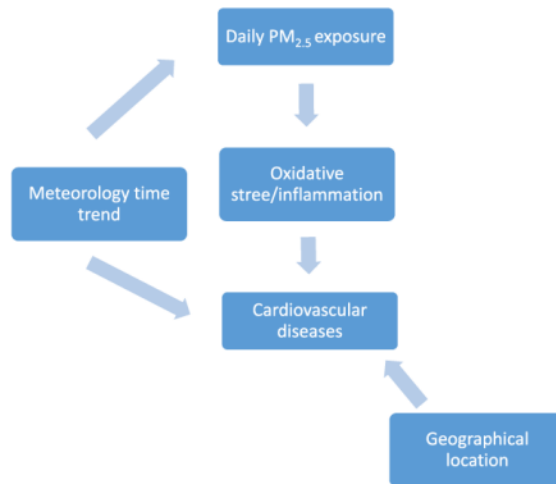 Daily PM₂.₅ exposure
Oxidative
stree/inflammation
Meteorology time
trend
Cardiovascular
diseases
Geographical
location